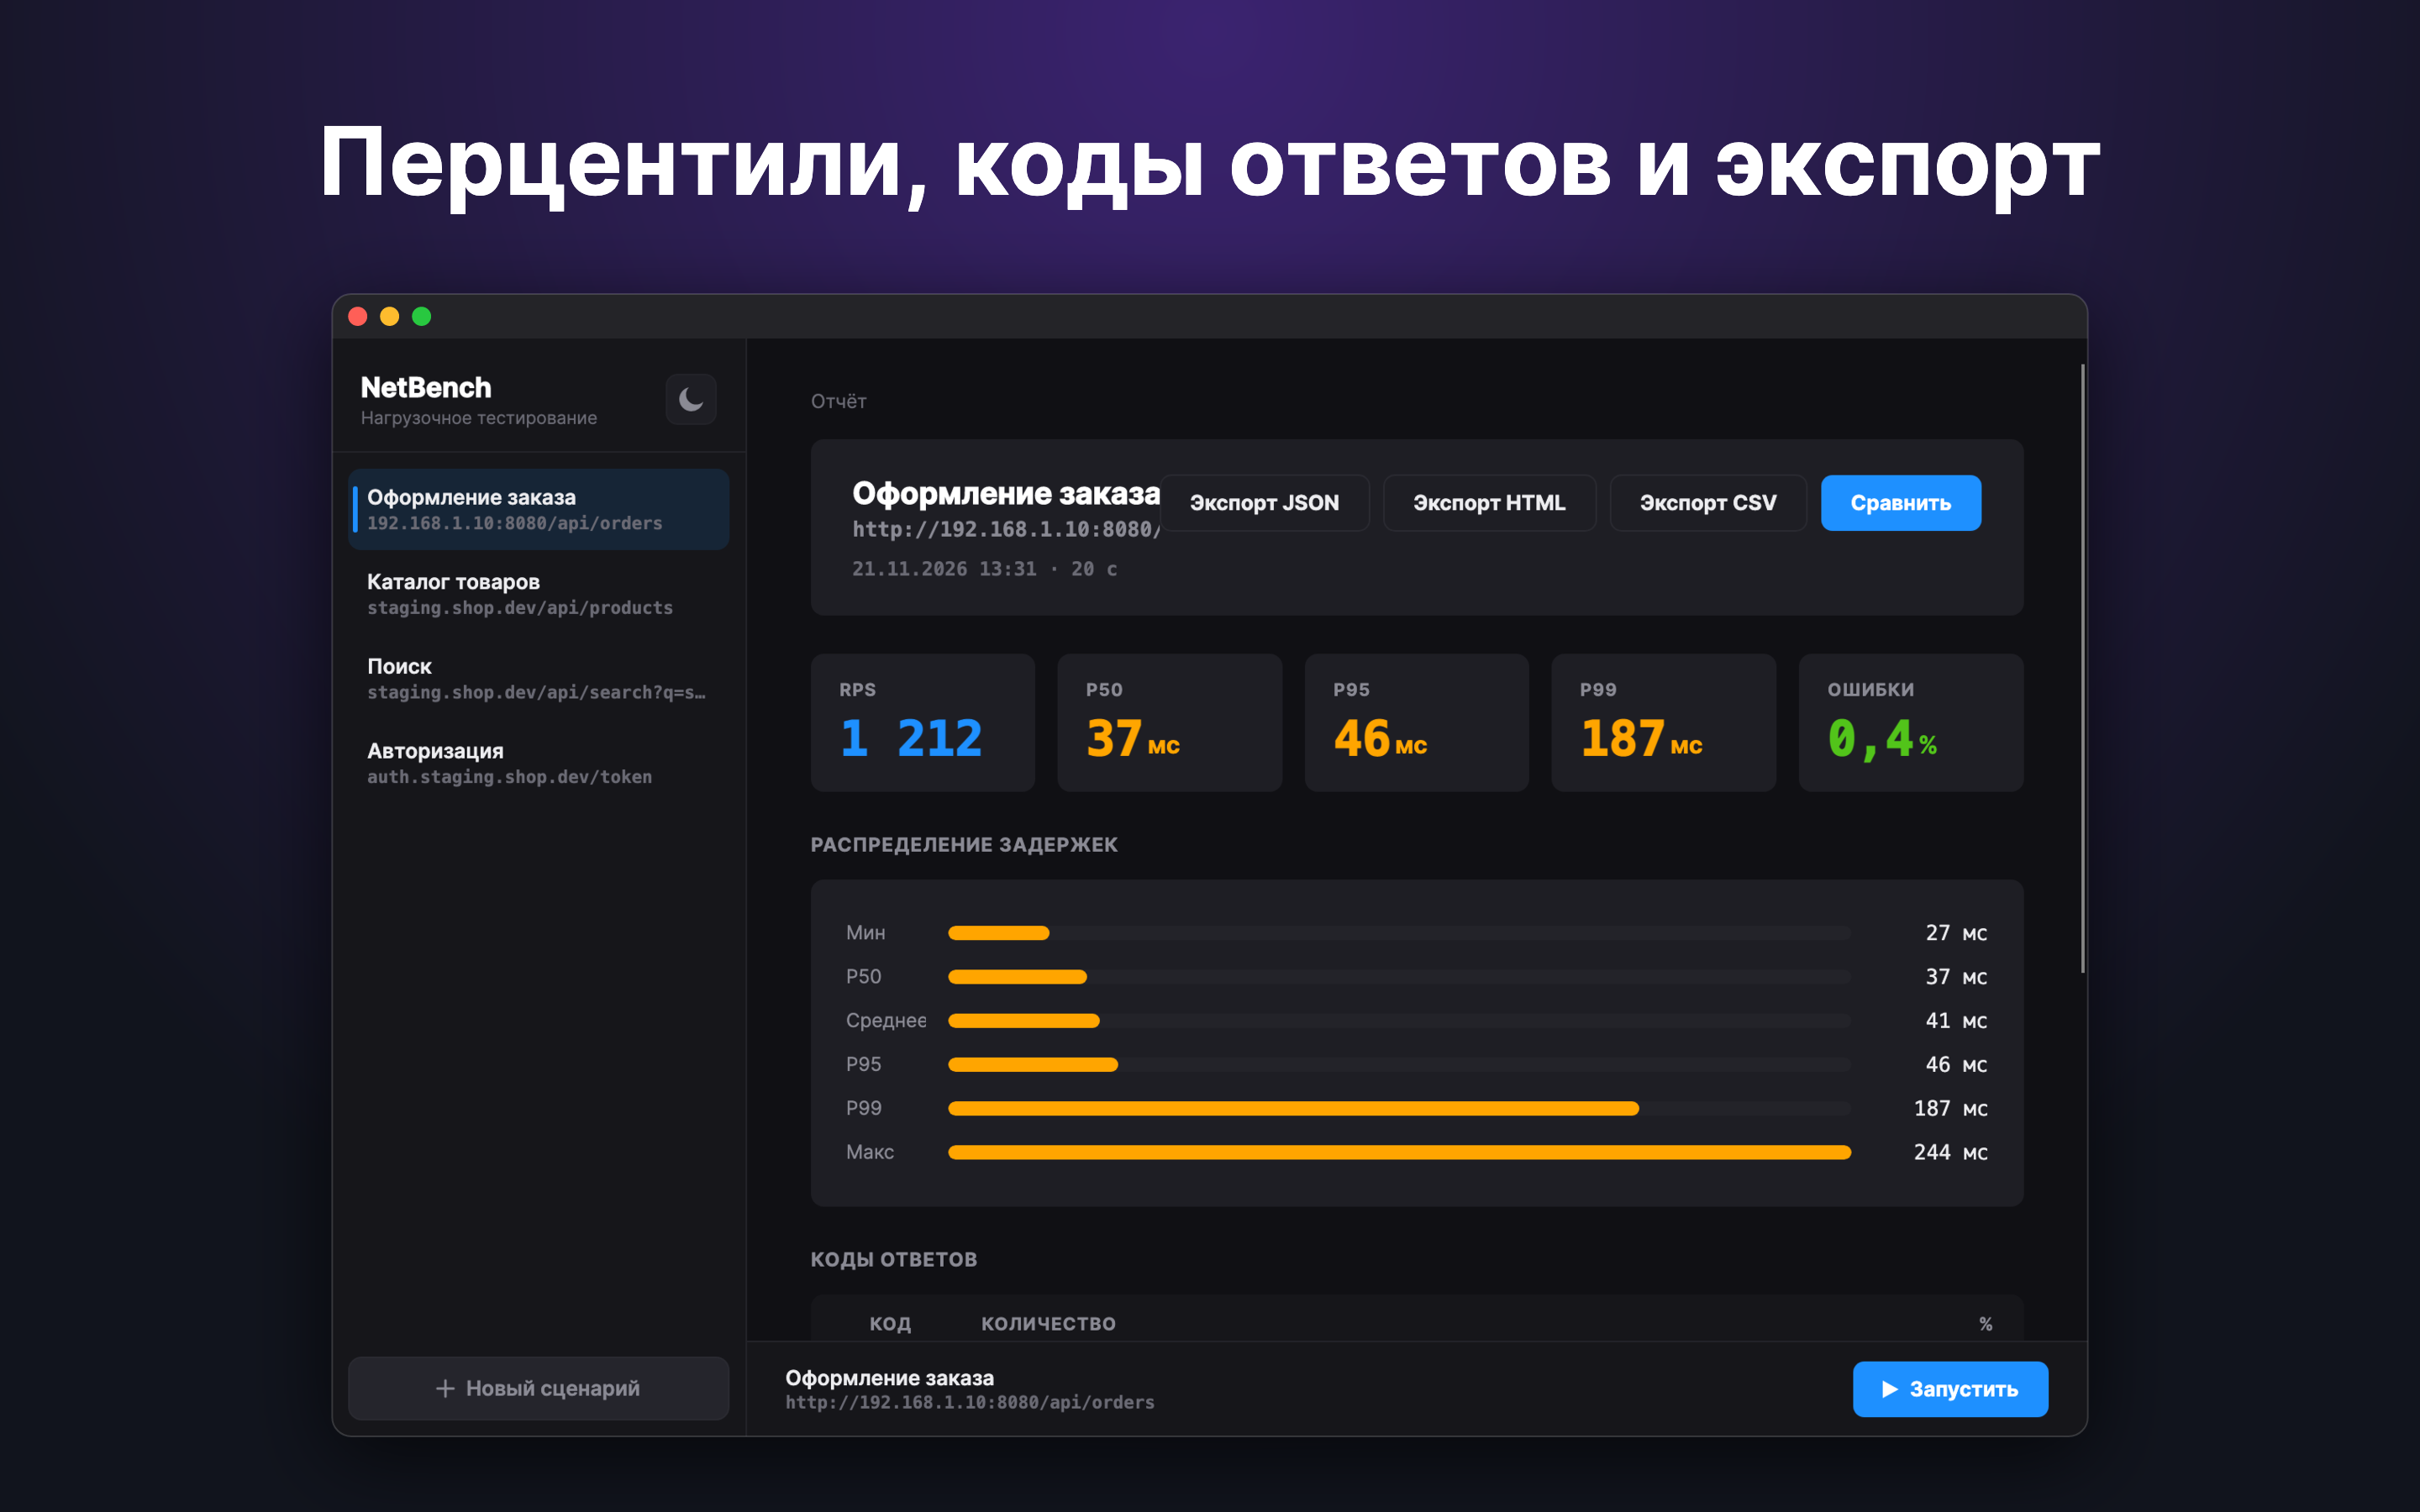 Перцентили, коды ответов и экспорт
NetBench
Нагрузочное тестирование
Оформление заказа
192.168.1.10:8080/api/orders
Каталог товаров
staging.shop.dev/api/products
Поиск
staging.shop.dev/api/search?q=s…
Авторизация
auth.staging.shop.dev/token
+ Новый сценарий
Отчёт
Оформление заказа
http://192.168.1.10:8080/
21.11.2026 13:31 · 20 с
Экспорт JSON
Экспорт HTML
Экспорт CSV
Сравнить
RPS
1 212
P50
37 мс
P95
46 мс
P99
187 мс
ОШИБКИ
0,4 %
РАСПРЕДЕЛЕНИЕ ЗАДЕРЖЕК
Мин 27 мс
P50 37 мс
Среднее 41 мс
P95 46 мс
P99 187 мс
Макс 244 мс
КОДЫ ОТВЕТОВ
КОД КОЛИЧЕСТВО %
Оформление заказа
http://192.168.1.10:8080/api/orders
Запустить